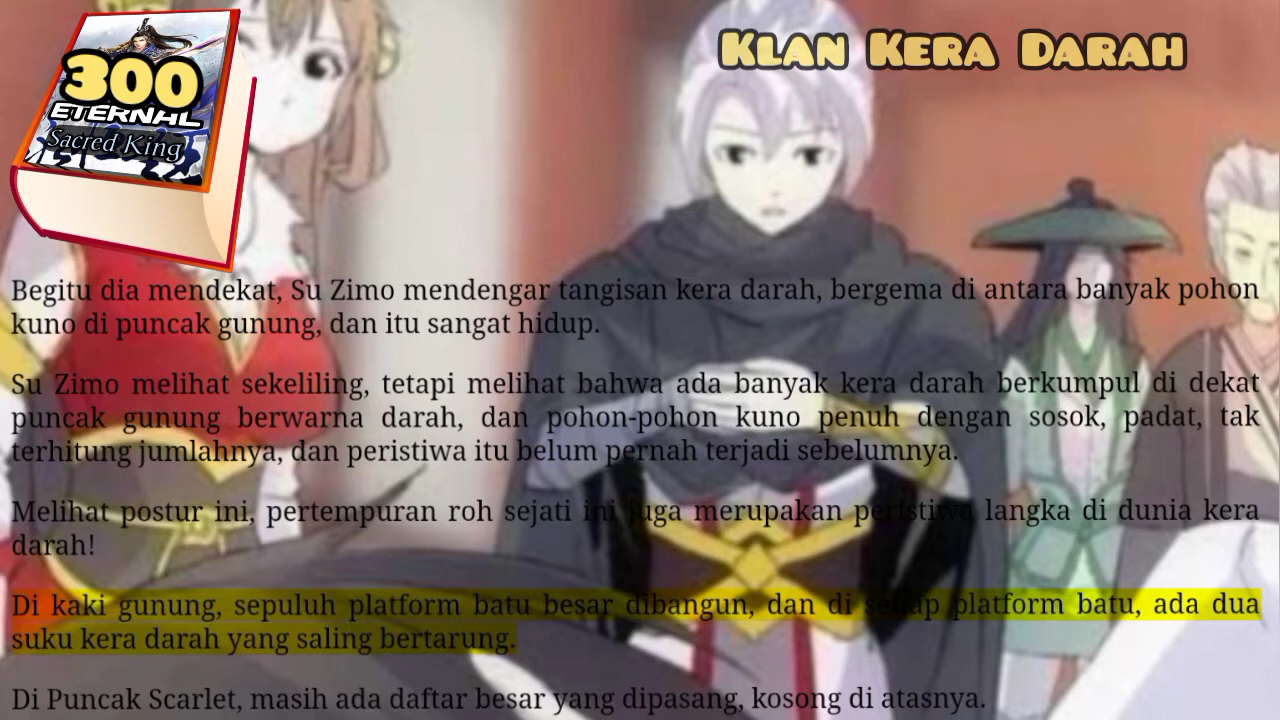 Klan Kera Darah
300
ETERNAL
Sacred King
Begitu dia mendekat, Su Zimo mendengar tangisan kera darah, bergema di antara banyak pohon
kuno di puncak gunung, dan itu sangat hidup.
Su Zimo melihat sekeliling, tetapi melihat bahwa ada banyak kera darah berkumpul di dekat
puncak gunung berwarna darah, dan pohon-pohon kuno penuh dengan sosok, padat, tak
terhitung jumlahnya, dan peristiwa itu belum pernah terjadi sebelumnya.
Melihat postur ini, pertempuran roh sejati ini juga merupakan peristiwa langka di dunia kera
darah!
Di kaki gunung, sepuluh platform batu besar dibangun, dan di setiap platform batu, ada dua
suku kera darah yang saling bertarung.
Di Puncak Scarlet, masih ada daftar besar yang dipasang, kosong di atasnya.